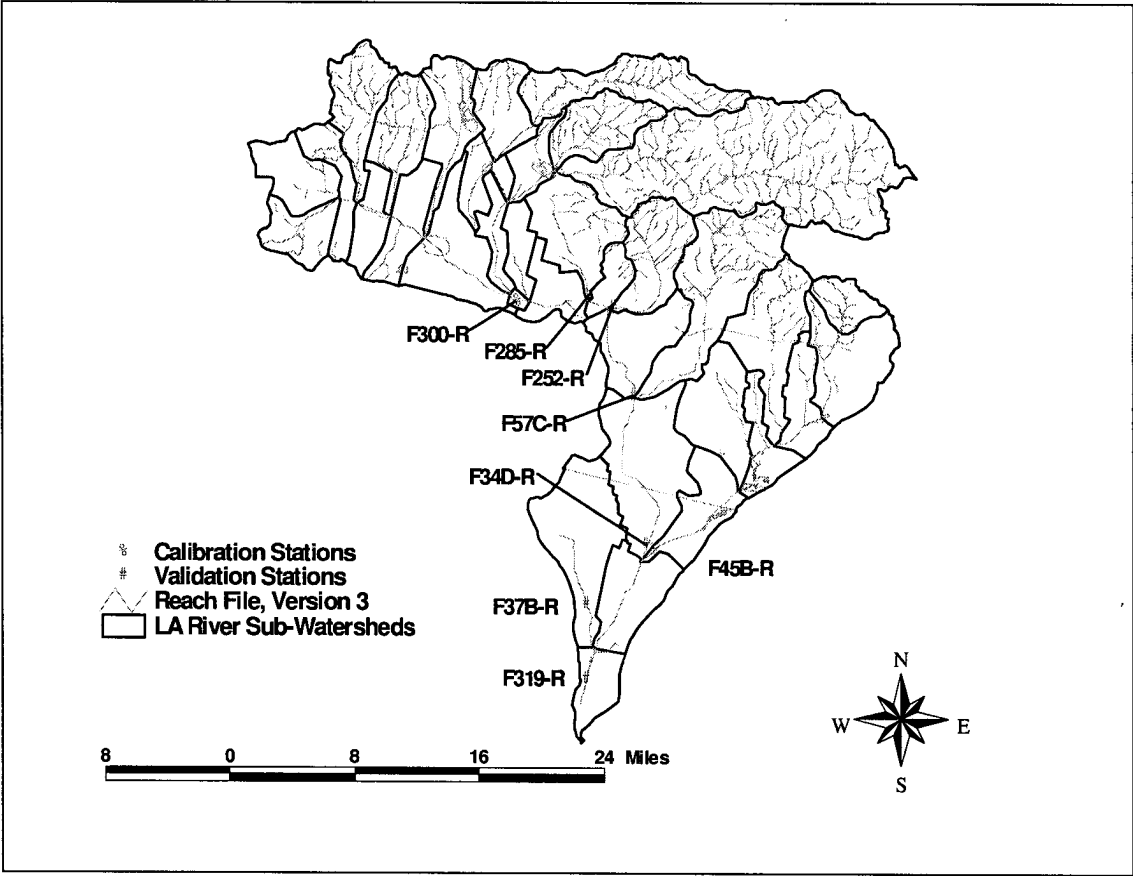 F300-R
F285-R
F252-R
F57C-R
F34D-R
F45B-R
F37B-R
F319-R
Calibration Stations
# Validation Stations
Reach File, Version 3
LA River Sub-Watersheds
8 0 8 16 24 Miles
N
W E
S